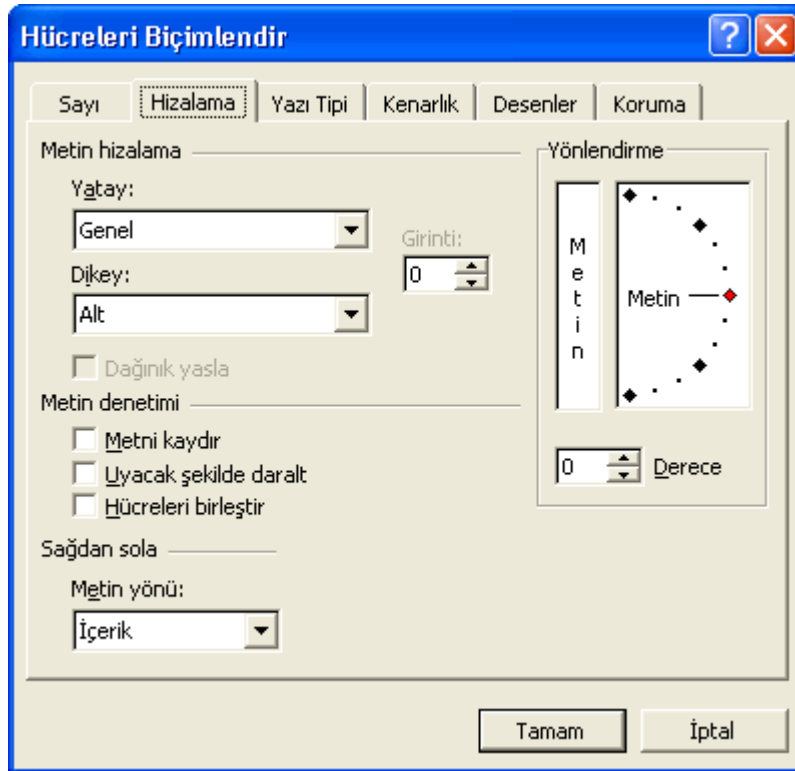 Hücreleri Biçimlendir
Sayı Hizalama Yazı Tipi Kenarlık Desenler Koruma
Metin hizalama
Yatay:
Genel
Girinti:
0
Dikey:
Alt
Dağınık yasla
Metin denetimi
Metni kaydır
Uyacak şekilde daralt
Hücreleri birleştir
Sağdan sola
Metin yönü:
İçerik
Yönlendirme
Metin
Metin
0 Derece
Tamam İptal